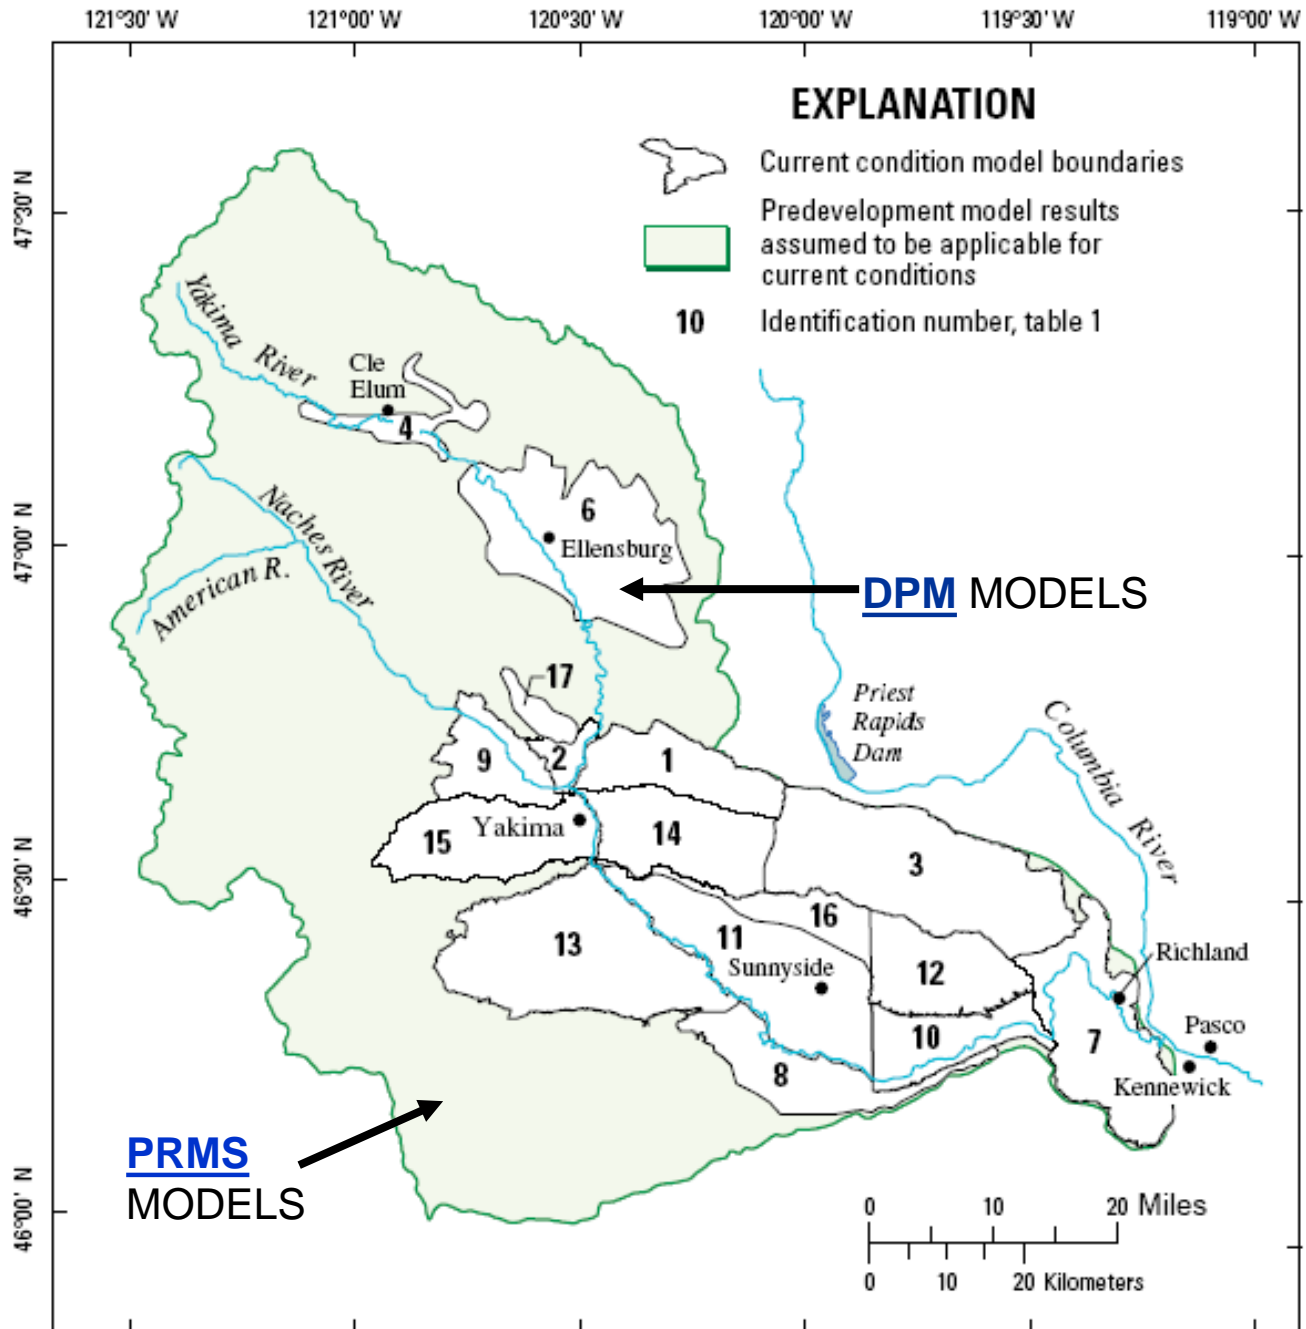 121°30' W
121°00' W
120°30' W
120°00' W
119°30' W
119°00' W
47°30' N
47°00' N
46°30' N
46°00' N
EXPLANATION
Current condition model boundaries
Predevelopment model results
assumed to be applicable for
current conditions
10 Identification number, table 1
Yakima River
Cle
Elum
4
Naches River
American R.
6
Ellensburg
DPM MODELS
17
Priest
Rapids
Dam
Columbia River
9
2
1
15
Yakima
14
3
16
13
11
Sunnyside
12
Richland
10
7
Pasco
8
Kennewick
PRMS
MODELS
0 10 20 Miles
0 10 20 Kilometers